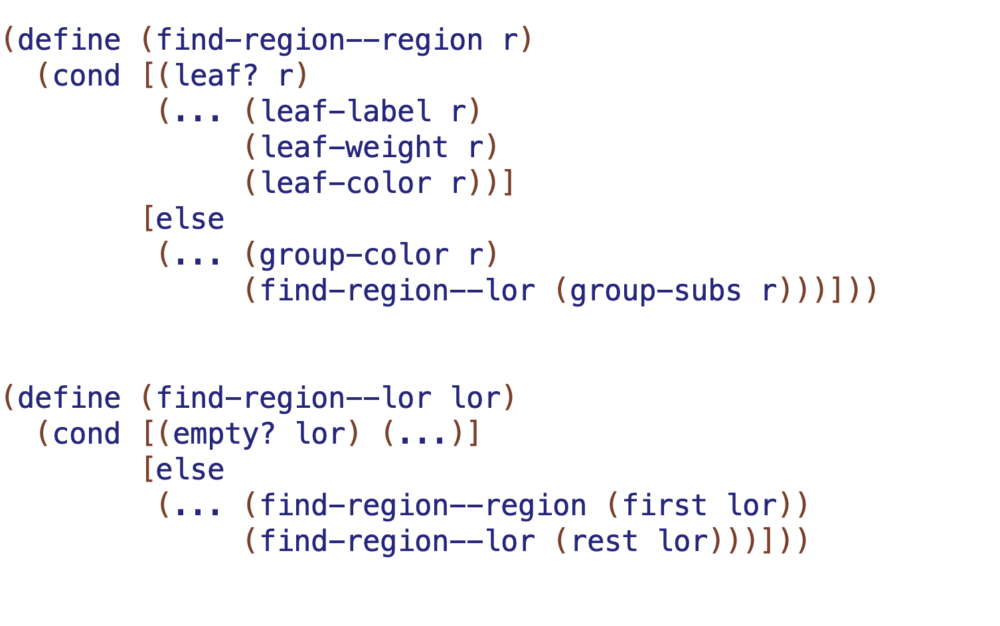 (define (find-region--region r)
  (cond [(leaf? r)
         (... (leaf-label r)
              (leaf-weight r)
              (leaf-color r))]
        [else
         (... (group-color r)
              (find-region--lor (group-subs r)))]))
(define (find-region--lor lor)
  (cond [(empty? lor) (...)]
        [else
         (... (find-region--region (first lor))
              (find-region--lor (rest lor)))]))